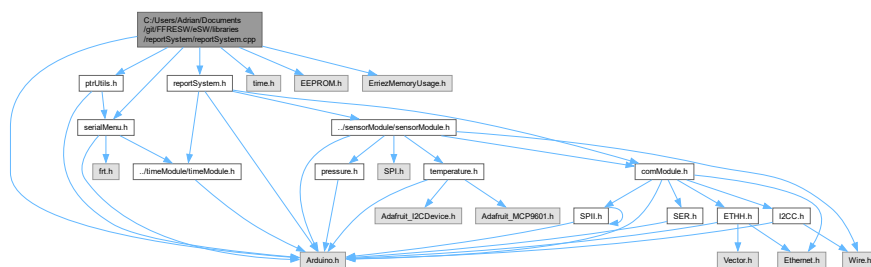 C:/Users/Adrian/Documents
/git/FFRESW/eSW/libraries
/reportSystem/reportSystem.cpp
ptrUtils.h
reportSystem.h
time.h
EEPROM.h
ErriezMemoryUsage.h
serialMenu.h
../sensorModule/sensorModule.h
frt.h
../timeModule/timeModule.h
pressure.h
SPI.h
temperature.h
comModule.h
Adafruit_I2CDevice.h
Adafruit_MCP9601.h
SPII.h
SER.h
ETHH.h
I2CC.h
Arduino.h
Vector.h
Ethernet.h
Wire.h